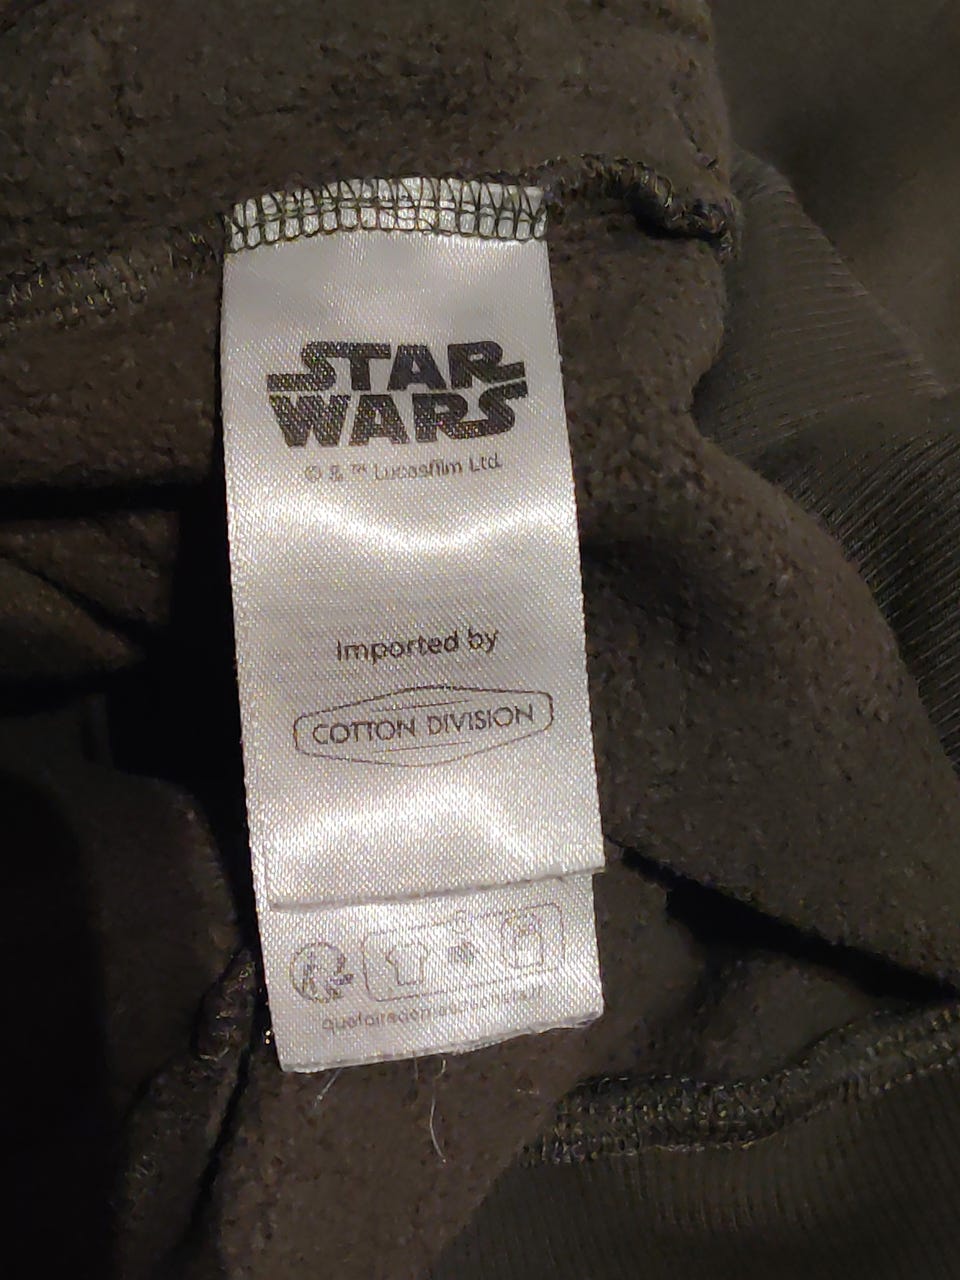 STAR
WARS
© & ™ Lucasfilm Ltd.
Imported by
COTTON DIVISION